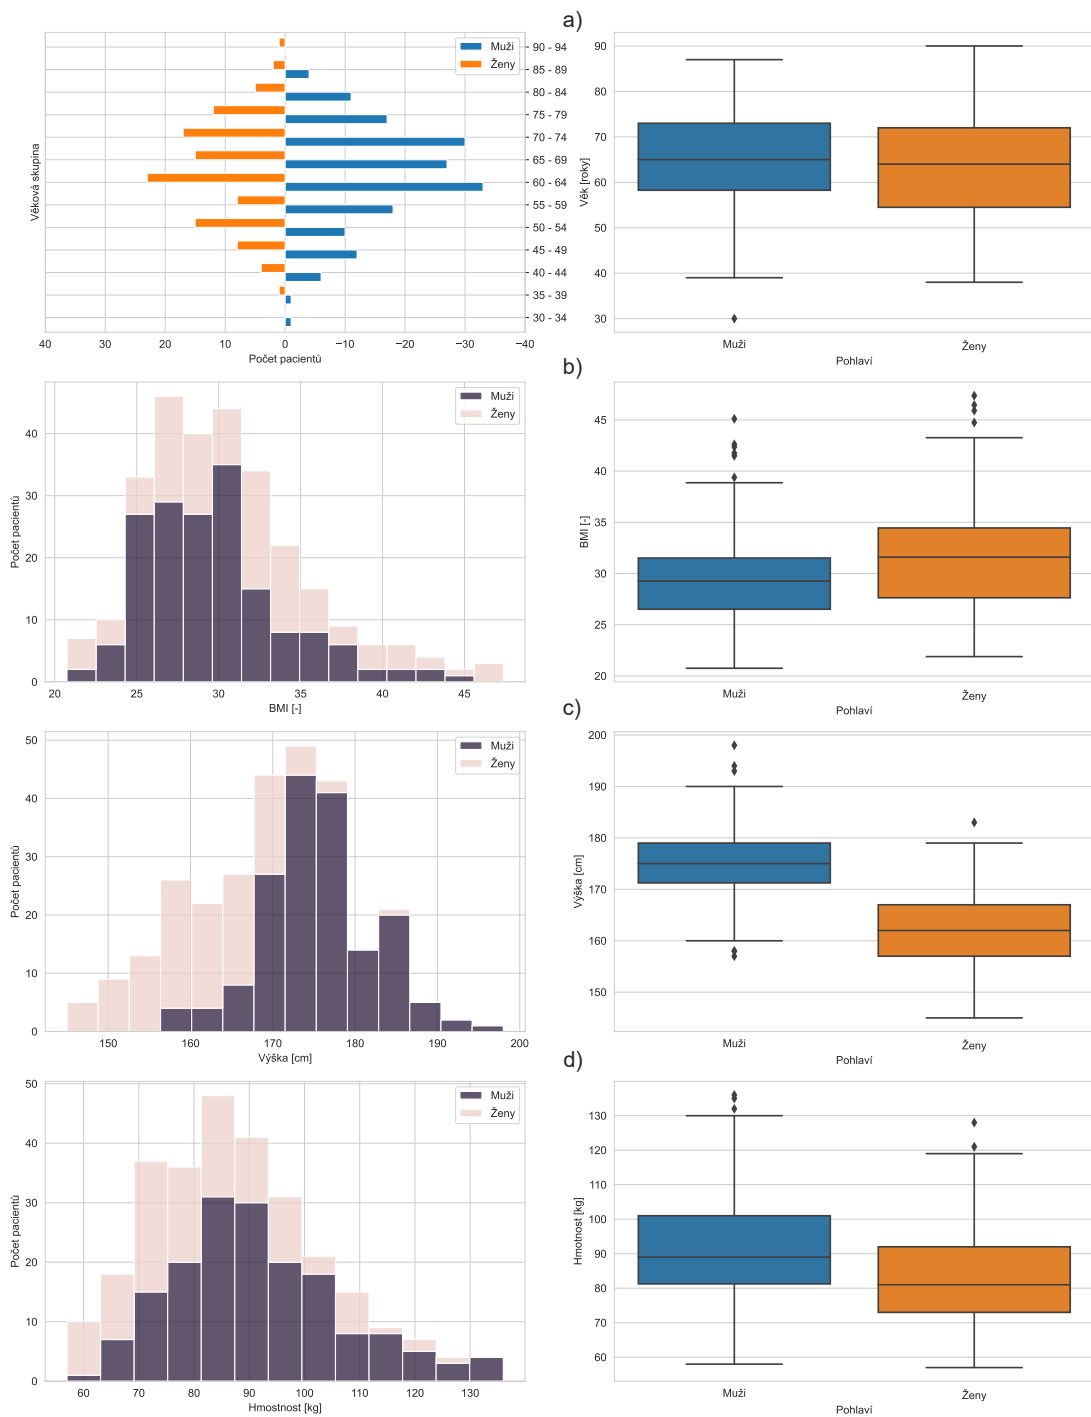 a)
Muži
Ženy
90 - 94
85 - 89
80 - 84
75 - 79
70 - 74
65 - 69
60 - 64
55 - 59
50 - 54
45 - 49
40 - 44
35 - 39
30 - 34
Věková skupina
40 30 20 10 0 −10 −20 −30 −40
Počet pacientů
90
80
70
60
50
40
30
Věk [roky]
Muži Ženy
Pohlaví
b)
Muži
Ženy
40
30
20
10
0
Počet pacientů
20 25 30 35 40 45
BMI [-]
45
40
35
30
25
20
BMI [-]
Muži Ženy
Pohlaví
c)
Muži
Ženy
50
40
30
20
10
0
Počet pacientů
150 160 170 180 190 200
Výška [cm]
200
190
180
170
160
150
Výška [cm]
Muži Ženy
Pohlaví
d)
Muži
Ženy
50
40
30
20
10
0
Počet pacientů
60 70 80 90 100 110 120 130
Hmostnost [kg]
130
120
110
100
90
80
70
60
Hmotnost [kg]
Muži Ženy
Pohlaví